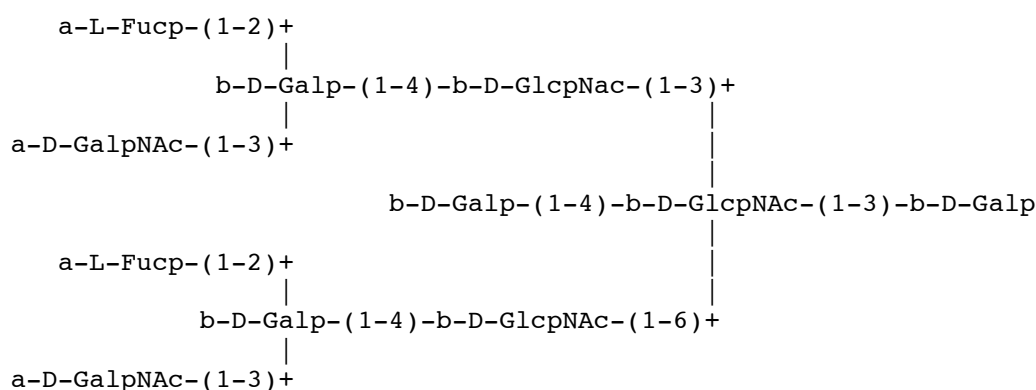 a-L-Fucp-(1-2)+
|
b-D-Galp-(1-4)-b-D-GlcpNac-(1-3)+
|                          |
a-D-GalpNAc-(1-3)+                          |
|
b-D-Galp-(1-4)-b-D-GlcpNAc-(1-3)-b-D-Galp
|
a-L-Fucp-(1-2)+                          |
|                          |
b-D-Galp-(1-4)-b-D-GlcpNAc-(1-6)+
|
a-D-GalpNAc-(1-3)+